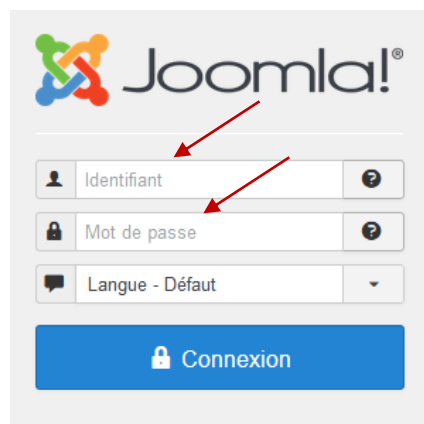 Joomla!®
Identifiant
Mot de passe
Langue - Défaut
Connexion